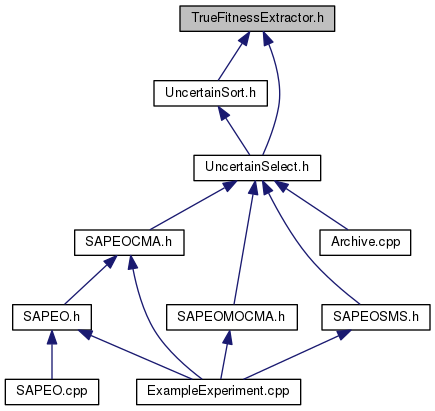 TrueFitnessExtractor.h
UncertainSort.h
UncertainSelect.h
SAPEOCMA.h
Archive.cpp
SAPEO.h
SAPEOMOCMA.h
SAPEOSMS.h
SAPEO.cpp
ExampleExperiment.cpp